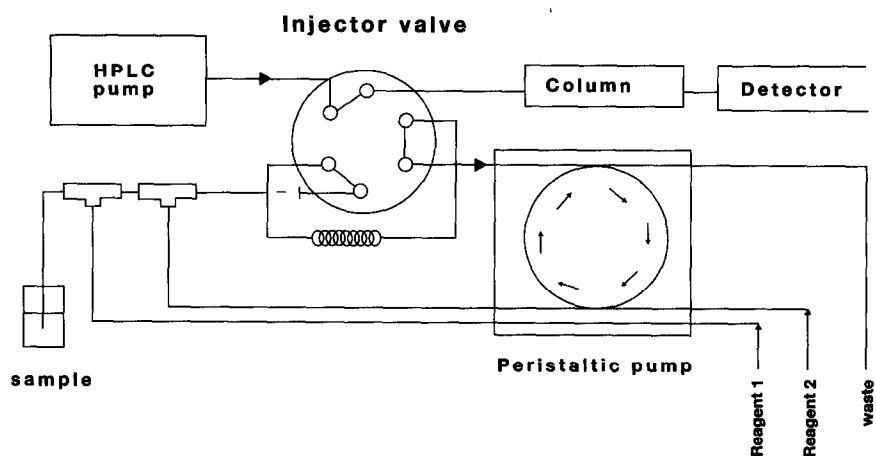 Injector valve
HPLC
pump
Column
Detector
sample
Peristaltic pump
Reagent 1
Reagent 2
waste